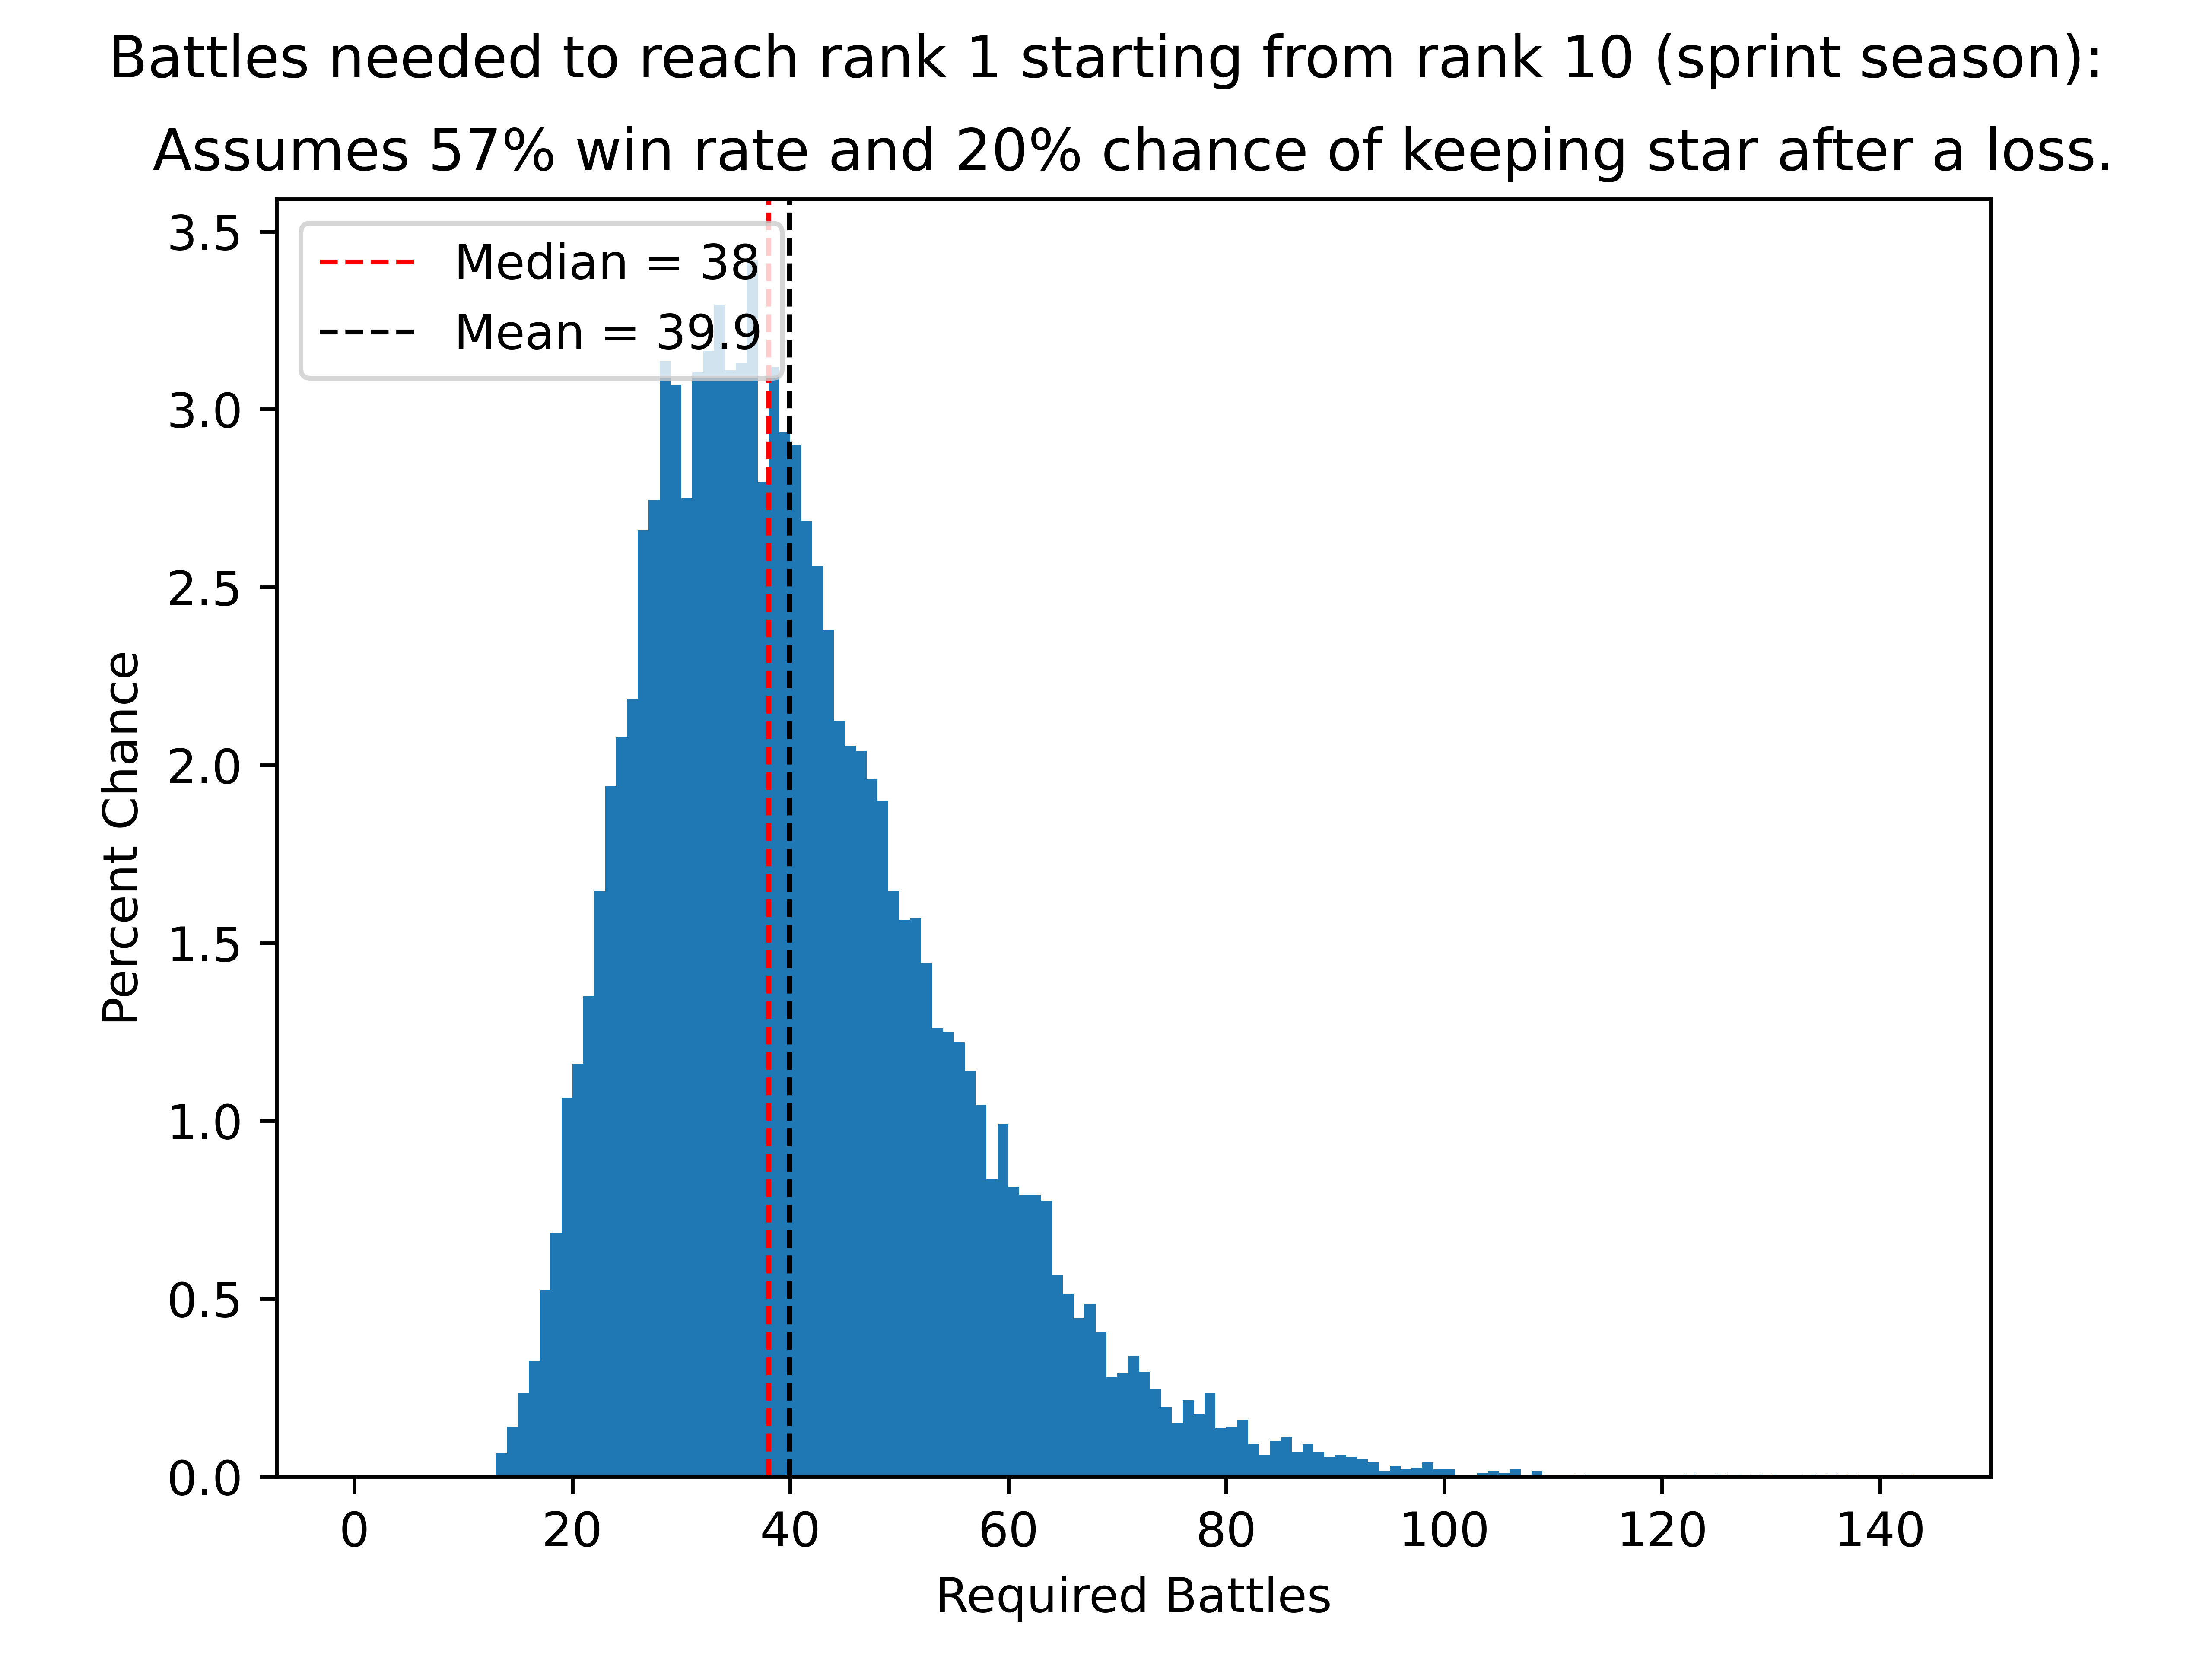 Battles needed to reach rank 1 starting from rank 10 (sprint season):
Assumes 57% win rate and 20% chance of keeping star after a loss.
Median = 38
Mean = 39.9
3.5
3.0
2.5
2.0
1.5
1.0
0.5
0.0
Percent Chance
0 20 40 60 80 100 120 140
Required Battles